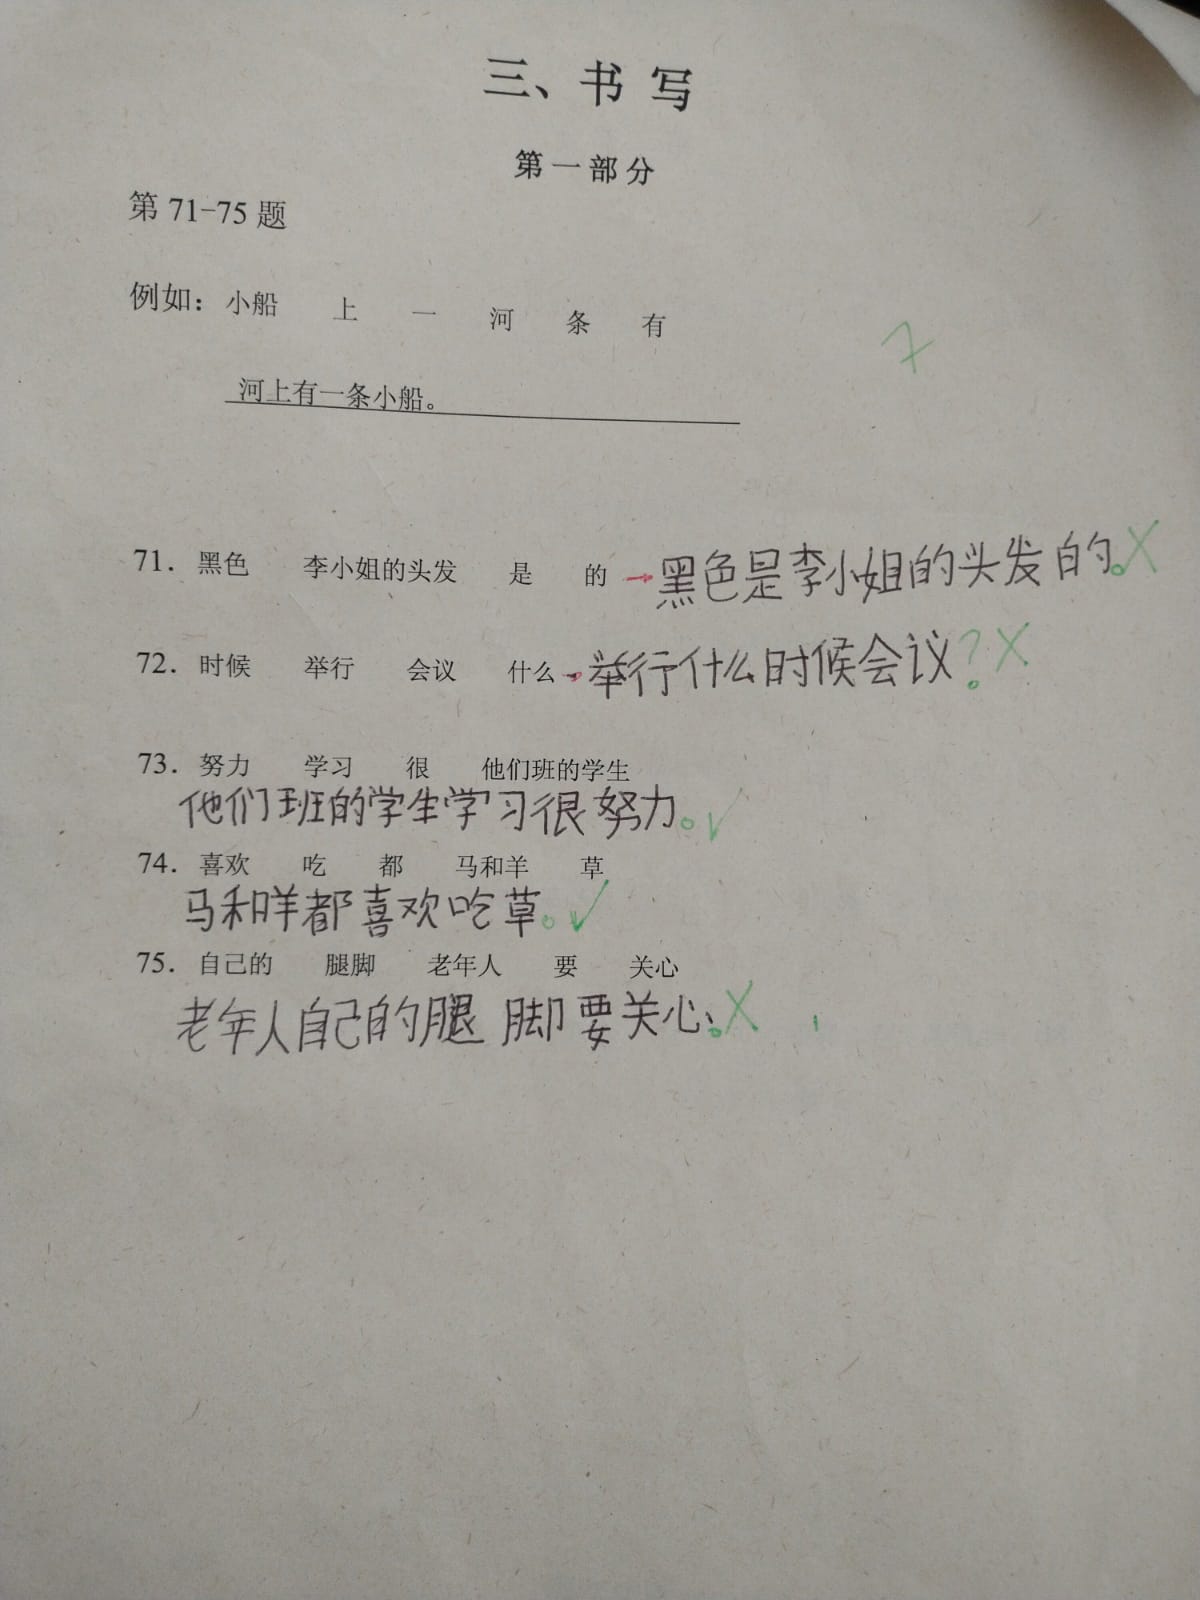 三、书 写
第一部分
第 71-75 题
例如：小船 上 一 河 条 有
河上有一条小船。
71. 黑色 李小姐的头发 是 的 → 黑色是李小姐的头发的。X
72. 时候 举行 会议 什么 → 举行什么时候会议？X
73. 努力 学习 很 他们班的学生
他们班的学生学习很努力。✓
74. 喜欢 吃 都 马和羊 草
马和羊都喜欢吃草。✓
75. 自己的 腿脚 老年人 要 关心
老年人自己的腿脚要关心。X